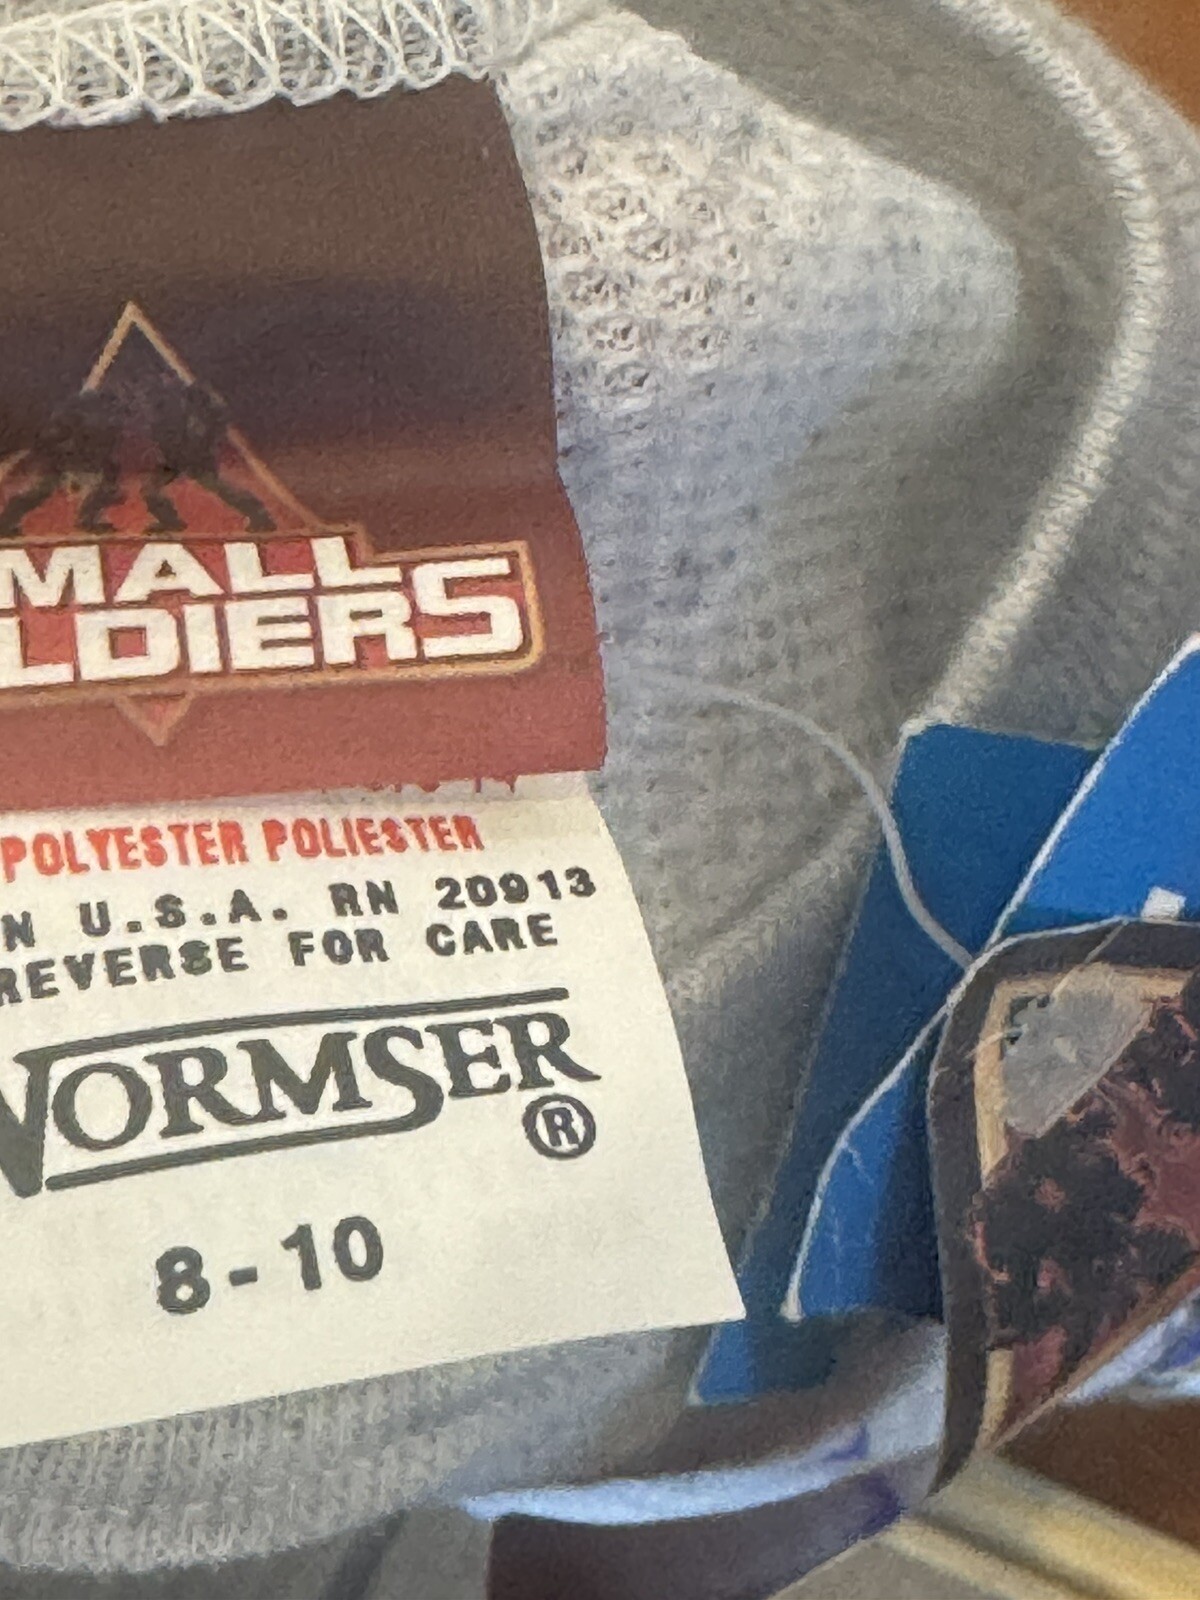 MALL
LDIERS
POLYESTER POLIESTER
N U.S.A. RN 20913
REVERSE FOR CARE
WORMSER
®
8-10